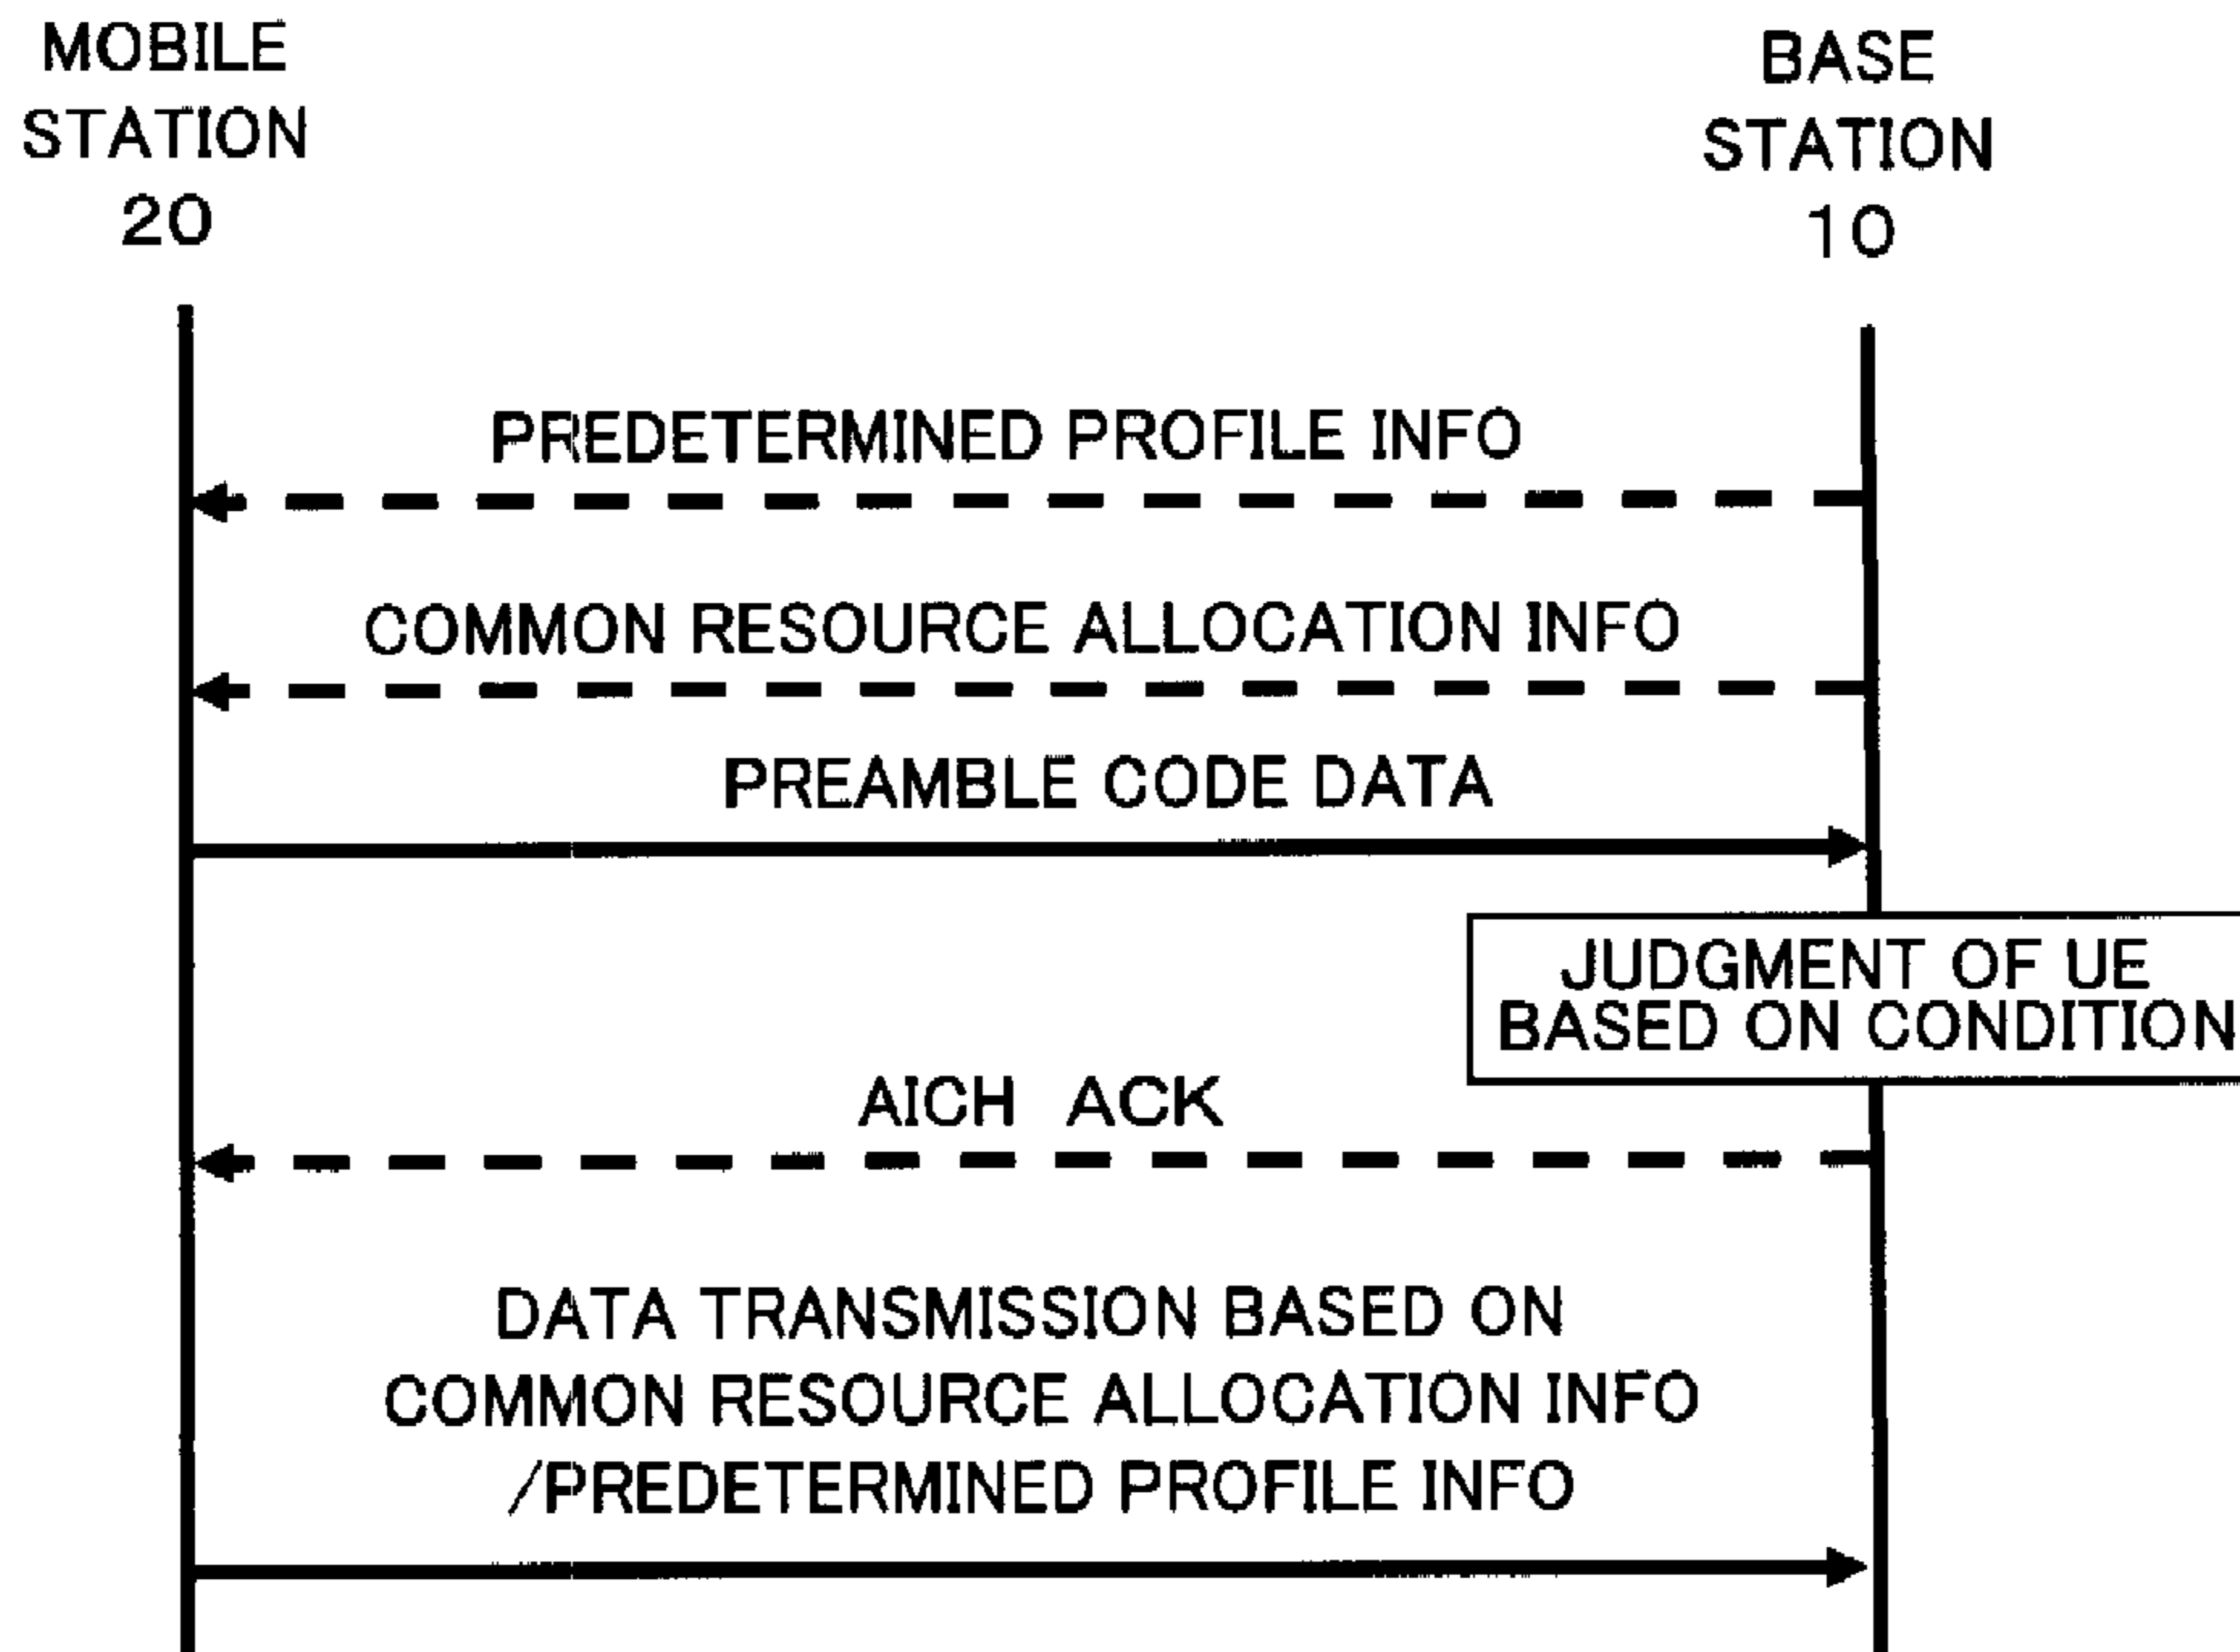 MOBILE
STATION
20
BASE
STATION
10
PREDETERMINED PROFILE INFO
COMMON RESOURCE ALLOCATION INFO
PREAMBLE CODE DATA
JUDGMENT OF UE
BASED ON CONDITION
AICH ACK
DATA TRANSMISSION BASED ON
COMMON RESOURCE ALLOCATION INFO
/PREDETERMINED PROFILE INFO